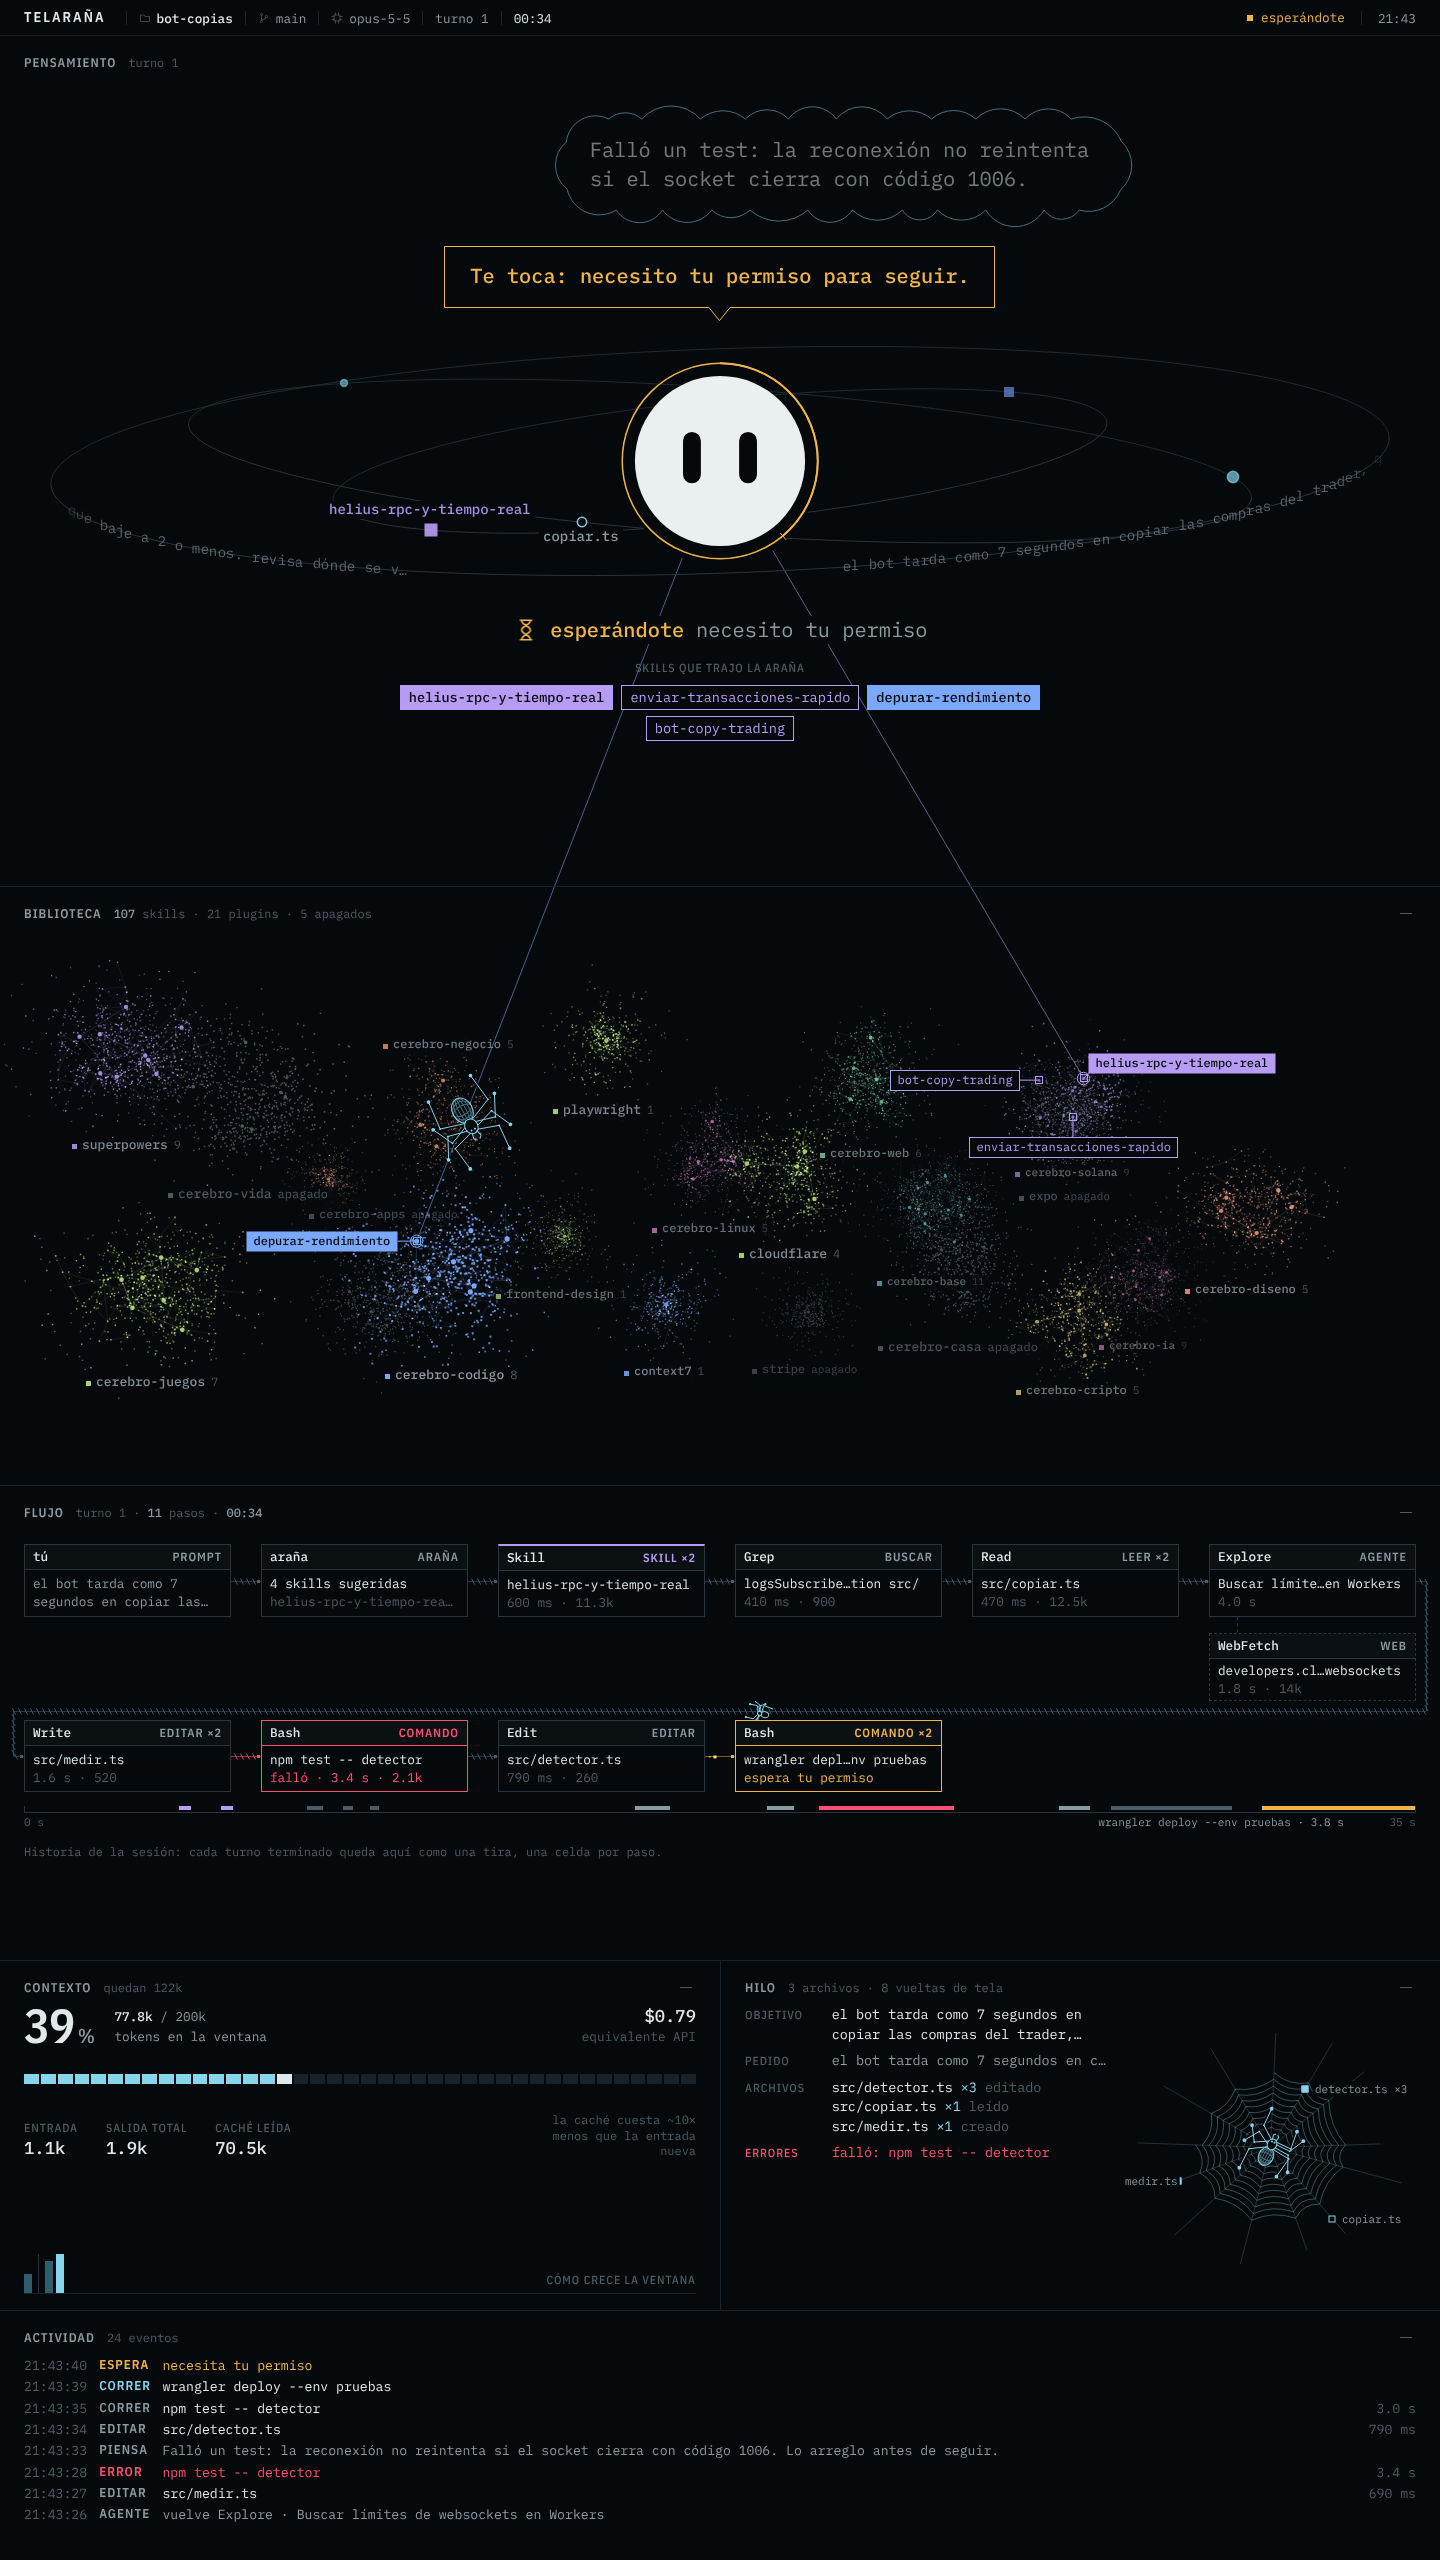 TELARAÑA bot-copias main opus-5-5 turno 1 00:34 esperándote 21:43
PENSAMIENTO turno 1
Falló un test: la reconexión no reintenta
si el socket cierra con código 1006.
Te toca: necesito tu permiso para seguir.
helius-rpc-y-tiempo-real
copiar.ts
que baje a 2 o menos. revisa dónde se v…
el bot tarda como 7 segundos en copiar las compras del trader,
esperándote necesito tu permiso
SKILLS QUE TRAJO LA ARAÑA
helius-rpc-y-tiempo-real enviar-transacciones-rapido depurar-rendimiento
bot-copy-trading
BIBLIOTECA 107 skills · 21 plugins · 5 apagados
cerebro-negocio 5
helius-rpc-y-tiempo-real
bot-copy-trading
playwright 1
superpowers 9
enviar-transacciones-rapido
cerebro-web 6
cerebro-solana 9
cerebro-vida apagado
expo apagado
cerebro-apps apagado
cerebro-linux 5
depurar-rendimiento
cloudflare 4
cerebro-base 11
cerebro-diseno 5
frontend-design 1
cerebro-casa apagado
cerebro-ia 9
stripe apagado
context7 1
cerebro-codigo 8
cerebro-juegos 7
cerebro-cripto 5
FLUJO turno 1 · 11 pasos · 00:34
tú PROMPT
el bot tarda como 7
segundos en copiar las…
araña ARAÑA
4 skills sugeridas
helius-rpc-y-tiempo-rea…
Skill SKILL ×2
helius-rpc-y-tiempo-real
600 ms · 11.3k
Grep BUSCAR
logsSubscribe…tion src/
410 ms · 900
Read LEER ×2
src/copiar.ts
470 ms · 12.5k
Explore AGENTE
Buscar límite…en Workers
4.0 s
WebFetch WEB
developers.cl…websockets
1.8 s · 14k
Write EDITAR ×2
src/medir.ts
1.6 s · 520
Bash COMANDO
npm test -- detector
falló · 3.4 s · 2.1k
Edit EDITAR
src/detector.ts
790 ms · 260
Bash COMANDO ×2
wrangler depl…nv pruebas
espera tu permiso
0 s wrangler deploy --env pruebas · 3.8 s 35 s
Historia de la sesión: cada turno terminado queda aquí como una tira, una celda por paso.
CONTEXTO quedan 122k
39% 77.8k / 200k
tokens en la ventana
$0.79
equivalente API
ENTRADA SALIDA TOTAL CACHÉ LEÍDA
1.1k 1.9k 70.5k
la caché cuesta ~10×
menos que la entrada
nueva
CÓMO CRECE LA VENTANA
HILO 3 archivos · 8 vueltas de tela
OBJETIVO el bot tarda como 7 segundos en
copiar las compras del trader,…
PEDIDO el bot tarda como 7 segundos en c…
ARCHIVOS src/detector.ts ×3 editado
src/copiar.ts ×1 leído
src/medir.ts ×1 creado
ERRORES falló: npm test -- detector
detector.ts ×3
medir.ts
copiar.ts
ACTIVIDAD 24 eventos
21:43:40 ESPERA necesita tu permiso
21:43:39 CORRER wrangler deploy --env pruebas
21:43:35 CORRER npm test -- detector 3.0 s
21:43:34 EDITAR src/detector.ts 790 ms
21:43:33 PIENSA Falló un test: la reconexión no reintenta si el socket cierra con código 1006. Lo arreglo antes de seguir.
21:43:28 ERROR npm test -- detector 3.4 s
21:43:27 EDITAR src/medir.ts 690 ms
21:43:26 AGENTE vuelve Explore · Buscar límites de websockets en Workers